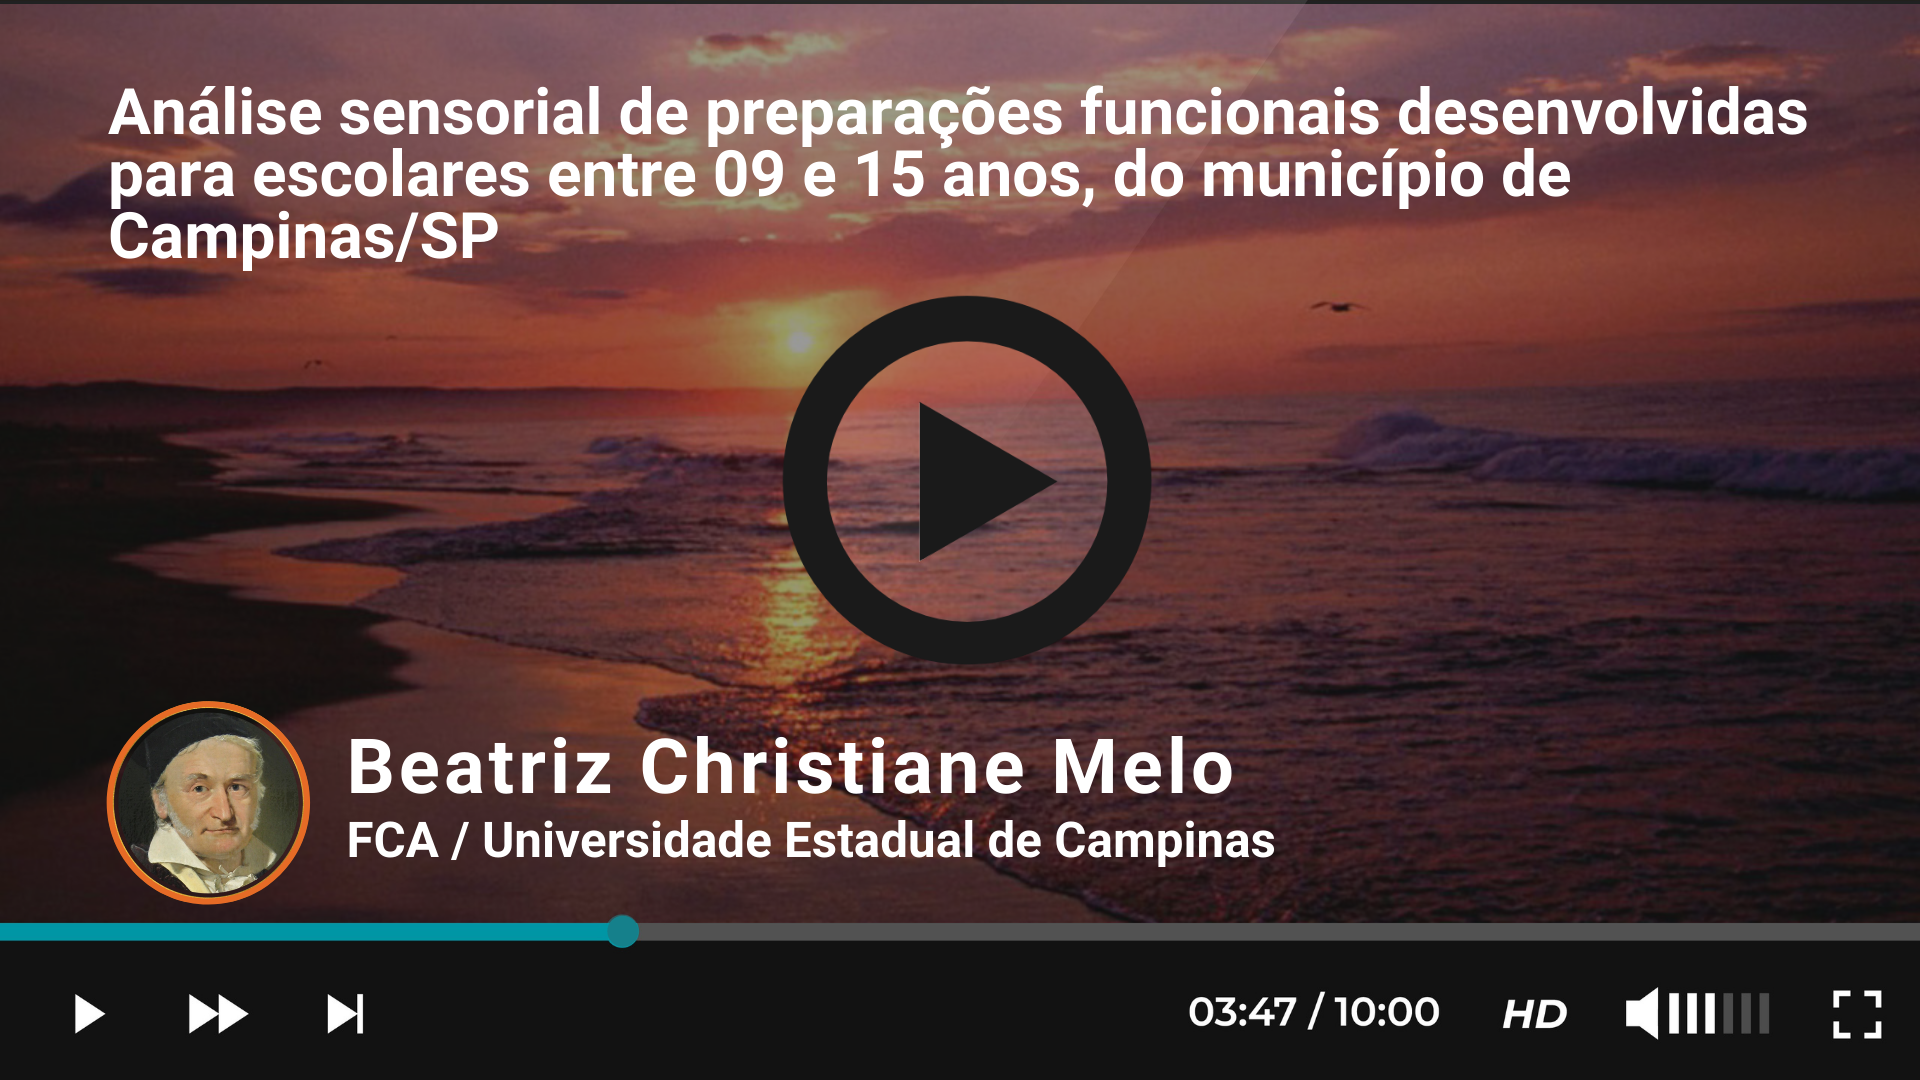 Análise sensorial de preparações funcionais desenvolvidas
para escolares entre 09 e 15 anos, do município de
Campinas/SP
Beatriz Christiane Melo
FCA / Universidade Estadual de Campinas
03:47 / 10:00 HD